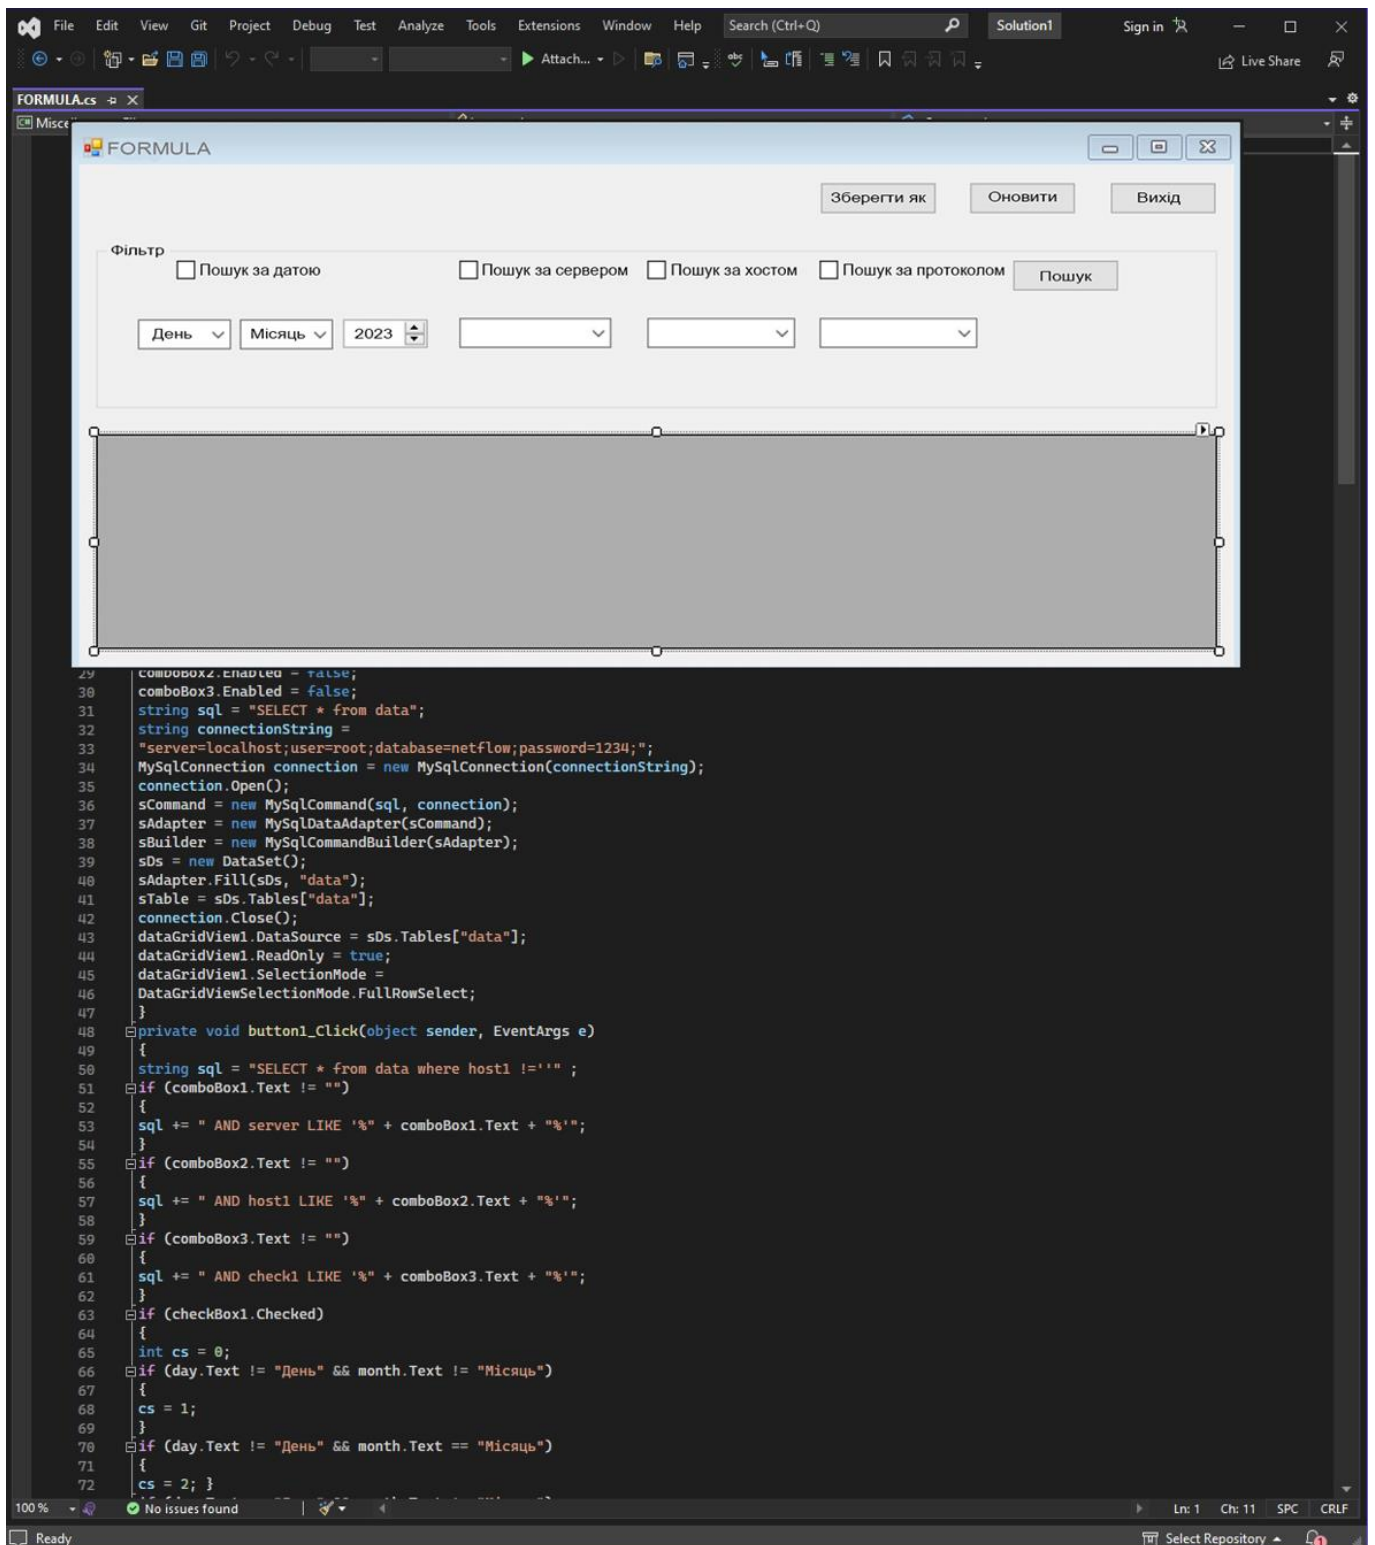 File Edit View Git Project Debug Test Analyze Tools Extensions Window Help Search (Ctrl+Q) Solution1 Sign in
Attach... Live Share
FORMULA.cs
FORMULA
Зберегти як Оновити Вихід
Фільтр
Пошук за датою Пошук за сервером Пошук за хостом Пошук за протоколом Пошук
День Місяць 2023
29 comboBox2.Enabled = false;
30 comboBox3.Enabled = false;
31 string sql = "SELECT * from data";
32 string connectionString =
33 "server=localhost;user=root;database=netflow;password=1234;";
34 MySqlConnection connection = new MySqlConnection(connectionString);
35 connection.Open();
36 sCommand = new MySqlCommand(sql, connection);
37 sAdapter = new MySqlDataAdapter(sCommand);
38 sBuilder = new MySqlCommandBuilder(sAdapter);
39 sDs = new DataSet();
40 sAdapter.Fill(sDs, "data");
41 sTable = sDs.Tables["data"];
42 connection.Close();
43 dataGridView1.DataSource = sDs.Tables["data"];
44 dataGridView1.ReadOnly = true;
45 dataGridView1.SelectionMode =
46 DataGridViewSelectionMode.FullRowSelect;
47 }
48 private void button1_Click(object sender, EventArgs e)
49 {
50 string sql = "SELECT * from data where host1 !=''" ;
51 if (comboBox1.Text != "")
52 {
53 sql += " AND server LIKE '%" + comboBox1.Text + "%'";
54 }
55 if (comboBox2.Text != "")
56 {
57 sql += " AND host1 LIKE '%" + comboBox2.Text + "%'";
58 }
59 if (comboBox3.Text != "")
60 {
61 sql += " AND check1 LIKE '%" + comboBox3.Text + "%'";
62 }
63 if (checkBox1.Checked)
64 {
65 int cs = 0;
66 if (day.Text != "День" && month.Text != "Місяць")
67 {
68 cs = 1;
69 }
70 if (day.Text != "День" && month.Text == "Місяць")
71 {
72 cs = 2; }
100 % No issues found Ln: 1 Ch: 11 SPC CRLF
Ready Select Repository 1